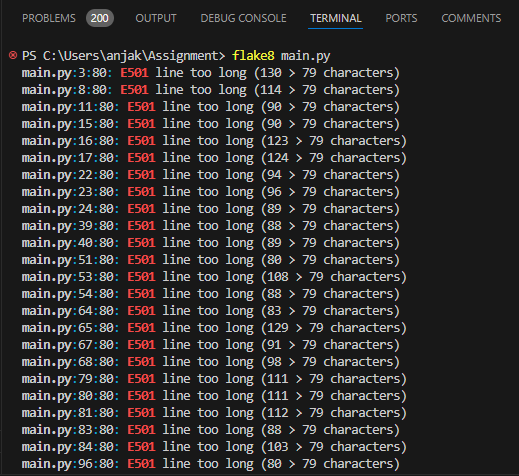 PROBLEMS 200 OUTPUT DEBUG CONSOLE TERMINAL PORTS COMMENTS
PS C:\Users\anjak\Assignment> flake8 main.py
main.py:3:80: E501 line too long (130 > 79 characters)
main.py:8:80: E501 line too long (114 > 79 characters)
main.py:11:80: E501 line too long (90 > 79 characters)
main.py:15:80: E501 line too long (90 > 79 characters)
main.py:16:80: E501 line too long (123 > 79 characters)
main.py:17:80: E501 line too long (124 > 79 characters)
main.py:22:80: E501 line too long (94 > 79 characters)
main.py:23:80: E501 line too long (96 > 79 characters)
main.py:24:80: E501 line too long (89 > 79 characters)
main.py:39:80: E501 line too long (88 > 79 characters)
main.py:40:80: E501 line too long (89 > 79 characters)
main.py:51:80: E501 line too long (80 > 79 characters)
main.py:53:80: E501 line too long (108 > 79 characters)
main.py:54:80: E501 line too long (88 > 79 characters)
main.py:64:80: E501 line too long (83 > 79 characters)
main.py:65:80: E501 line too long (129 > 79 characters)
main.py:67:80: E501 line too long (91 > 79 characters)
main.py:68:80: E501 line too long (98 > 79 characters)
main.py:79:80: E501 line too long (111 > 79 characters)
main.py:80:80: E501 line too long (111 > 79 characters)
main.py:81:80: E501 line too long (112 > 79 characters)
main.py:83:80: E501 line too long (88 > 79 characters)
main.py:84:80: E501 line too long (103 > 79 characters)
main.py:96:80: E501 line too long (80 > 79 characters)